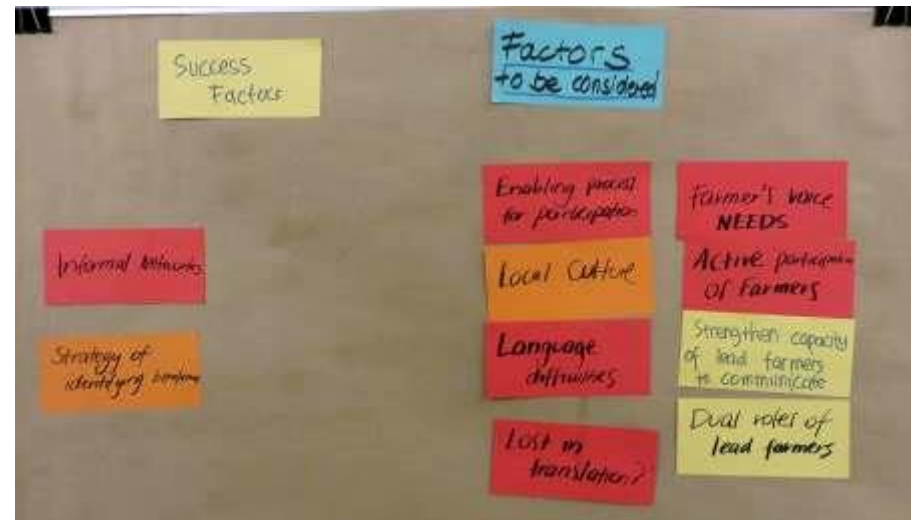 Success
Factors
Informal Networks
Strategy of
identifying
Factors
to be considered
Enabling process
for participation
Local Culture
Language
difficulties
Lost in
translation?
Farmer's voice
NEEDS
Active participation
of Farmers
Strengthen capacity
of lead farmers
to communicate
Dual roles of
lead farmers